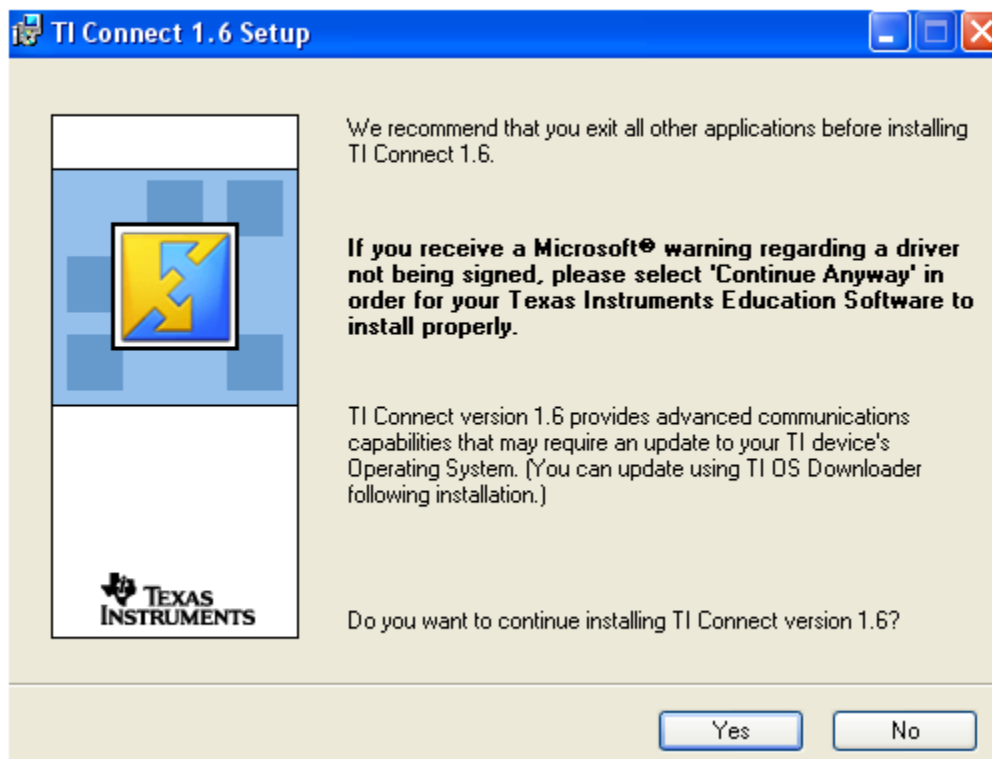 TI Connect 1.6 Setup
We recommend that you exit all other applications before installing
TI Connect 1.6.
If you receive a Microsoft® warning regarding a driver
not being signed, please select 'Continue Anyway' in
order for your Texas Instruments Education Software to
install properly.
TI Connect version 1.6 provides advanced communications
capabilities that may require an update to your TI device's
Operating System. (You can update using TI OS Downloader
following installation.)
TEXAS
INSTRUMENTS
Do you want to continue installing TI Connect version 1.6?
Yes
No